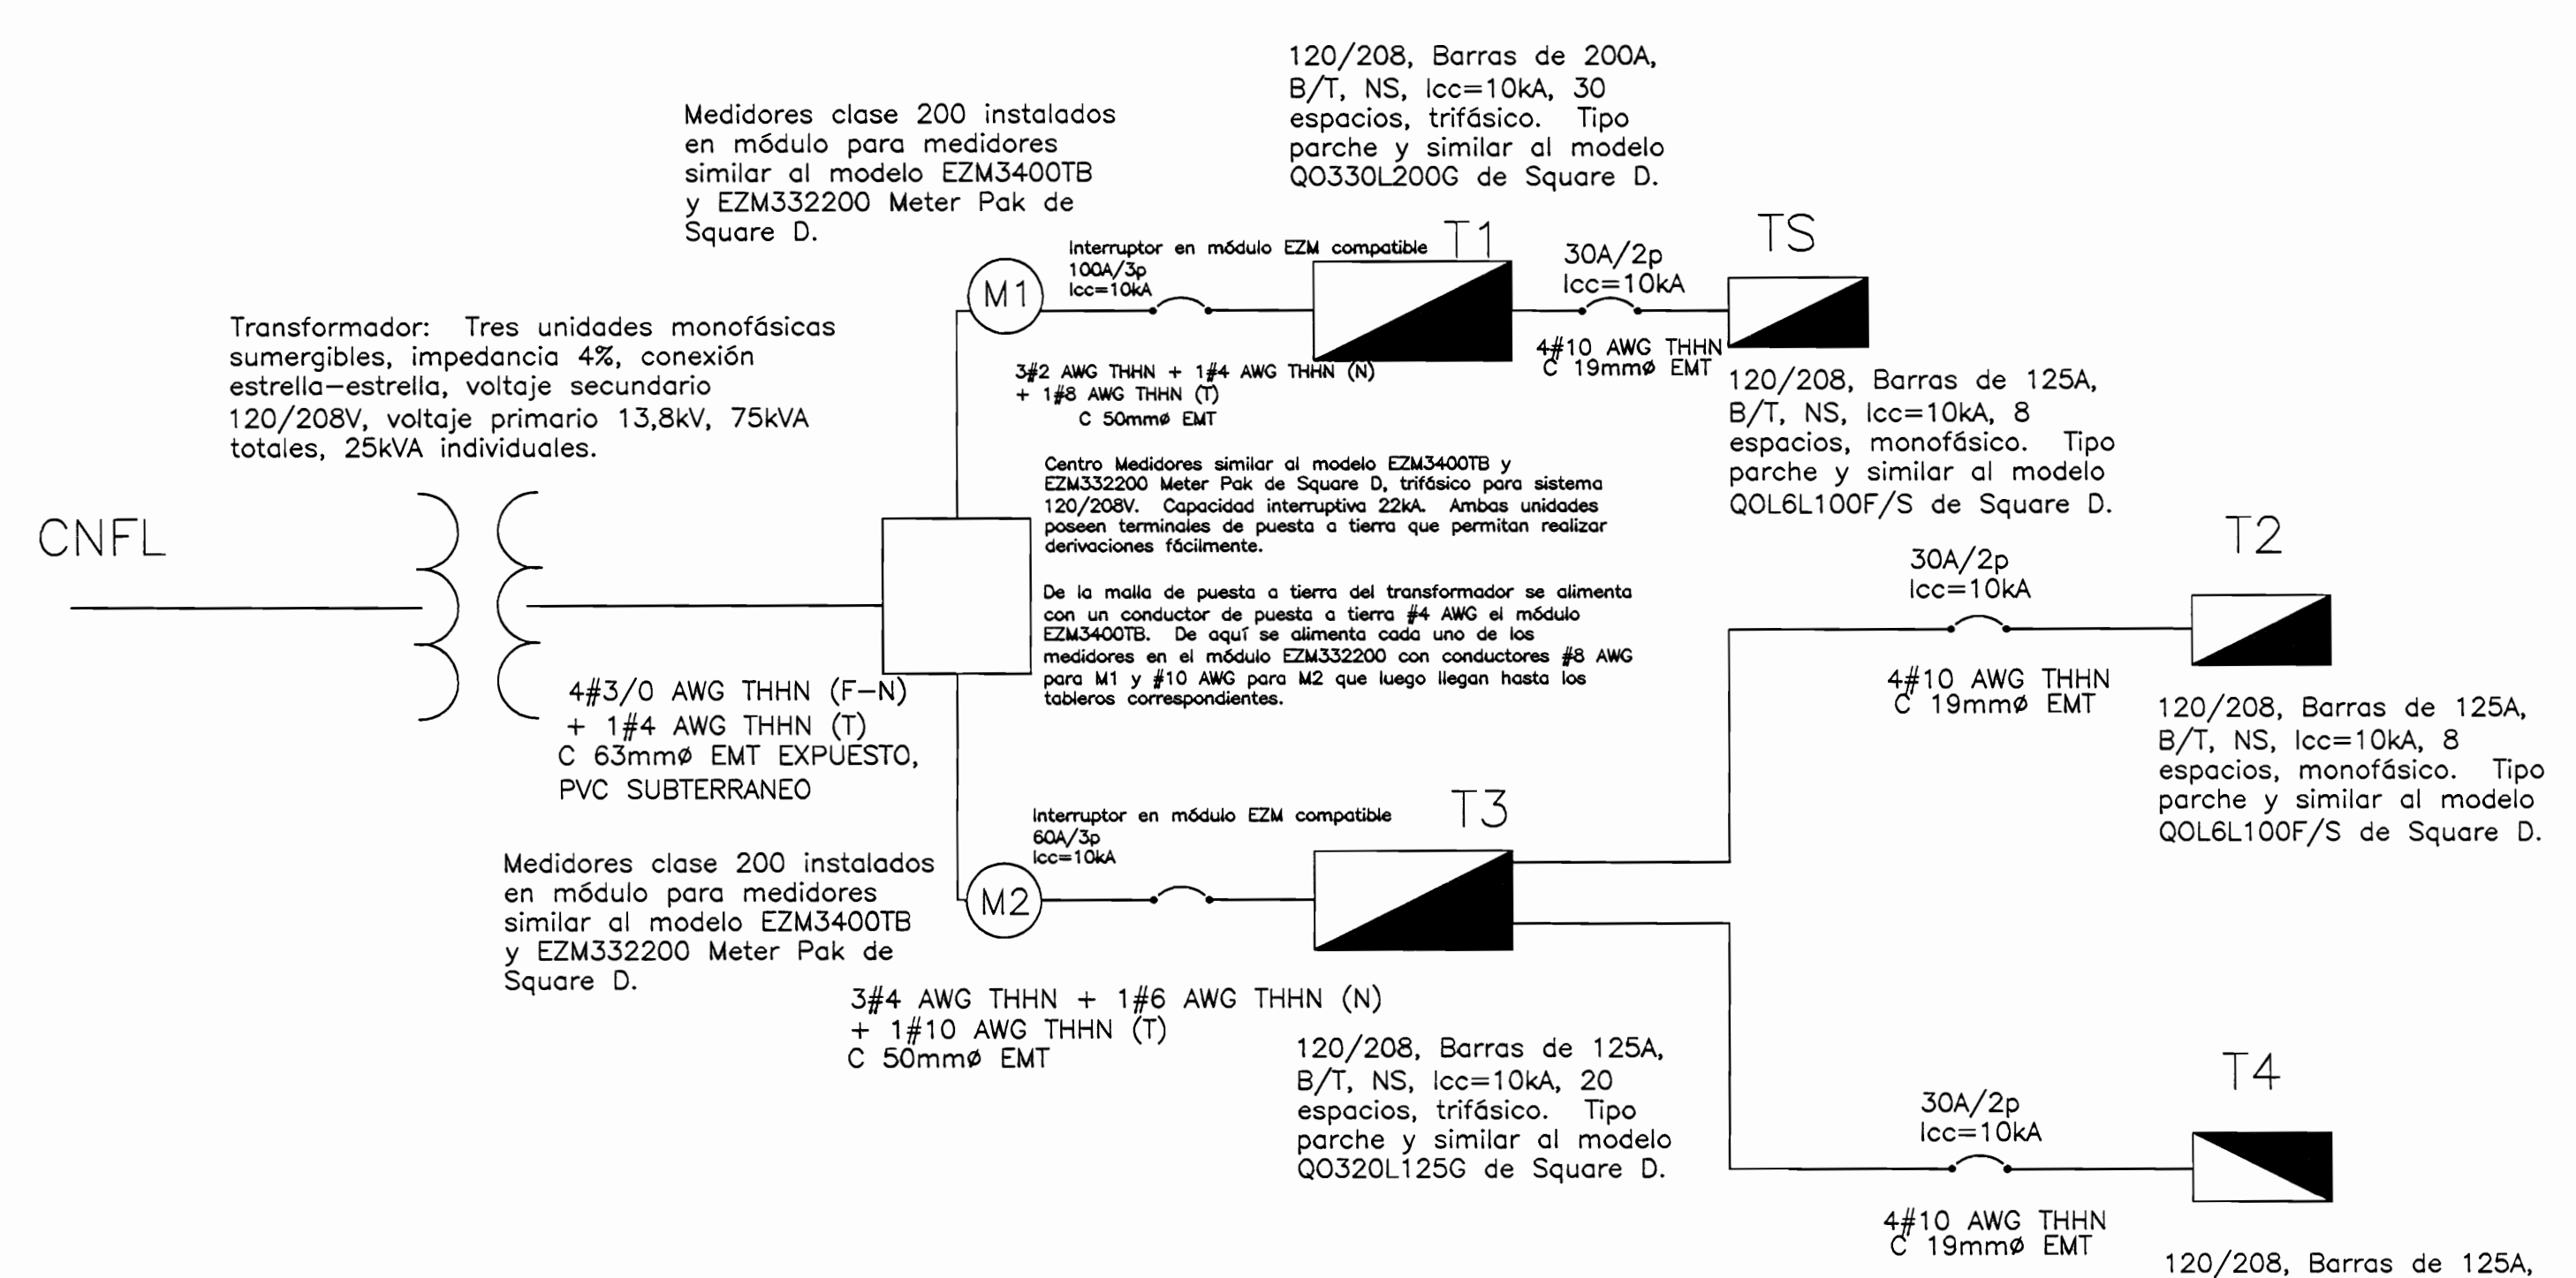 120/208, Barras de 200A,
B/T, NS, Icc=10kA, 30
espacios, trifásico. Tipo
parche y similar al modelo
QO330L200G de Square D.
Medidores clase 200 instalados
en módulo para medidores
similar al modelo EZM3400TB
y EZM332200 Meter Pak de
Square D.
Interruptor en módulo EZM compatible
100A/3p
Icc=10kA
T1
30A/2p
Icc=10kA
TS
M1
Transformador: Tres unidades monofásicas
sumergibles, impedancia 4%, conexión
estrella-estrella, voltaje secundario
120/208V, voltaje primario 13,8kV, 75kVA
totales, 25kVA individuales.
3#2 AWG THHN + 1#4 AWG THHN (N)
+ 1#8 AWG THHN (T)
C 50mmø EMT
4#10 AWG THHN
C 19mmø EMT
120/208, Barras de 125A,
B/T, NS, Icc=10kA, 8
espacios, monofásico. Tipo
parche y similar al modelo
QOL6L100F/S de Square D.
Centro Medidores similar al modelo EZM3400TB y
EZM332200 Meter Pak de Square D, trifásico para sistema
120/208V. Capacidad interruptiva 22kA. Ambas unidades
poseen terminales de puesta a tierra que permitan realizar
derivaciones fácilmente.
CNFL
De la malla de puesta a tierra del transformador se alimenta
con un conductor de puesta a tierra #4 AWG el módulo
EZM3400TB. De aquí se alimenta cada uno de los
medidores en el módulo EZM332200 con conductores #8 AWG
para M1 y #10 AWG para M2 que luego llegan hasta los
tableros correspondientes.
4#3/0 AWG THHN (F-N)
+ 1#4 AWG THHN (T)
C 63mmø EMT EXPUESTO,
PVC SUBTERRANEO
30A/2p
Icc=10kA
T2
4#10 AWG THHN
C 19mmø EMT
120/208, Barras de 125A,
B/T, NS, Icc=10kA, 8
espacios, monofásico. Tipo
parche y similar al modelo
QOL6L100F/S de Square D.
Interruptor en módulo EZM compatible
60A/3p
Icc=10kA
T3
Medidores clase 200 instalados
en módulo para medidores
similar al modelo EZM3400TB
y EZM332200 Meter Pak de
Square D.
M2
3#4 AWG THHN + 1#6 AWG THHN (N)
+ 1#10 AWG THHN (T)
C 50mmø EMT
120/208, Barras de 125A,
B/T, NS, Icc=10kA, 20
espacios, trifásico. Tipo
parche y similar al modelo
QO320L125G de Square D.
30A/2p
Icc=10kA
T4
4#10 AWG THHN
C 19mmø EMT
120/208, Barras de 125A,